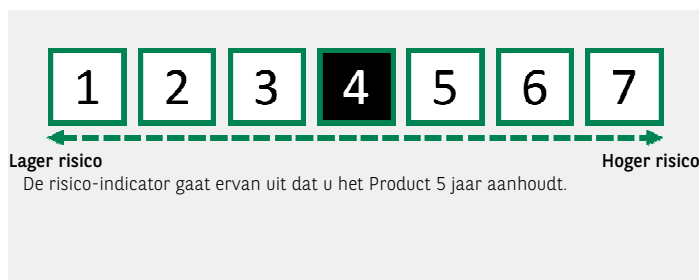 1 2 3 4 5 6 7
Lager risico Hoger risico
De risico-indicator gaat ervan uit dat u het Product 5 jaar aanhoudt.